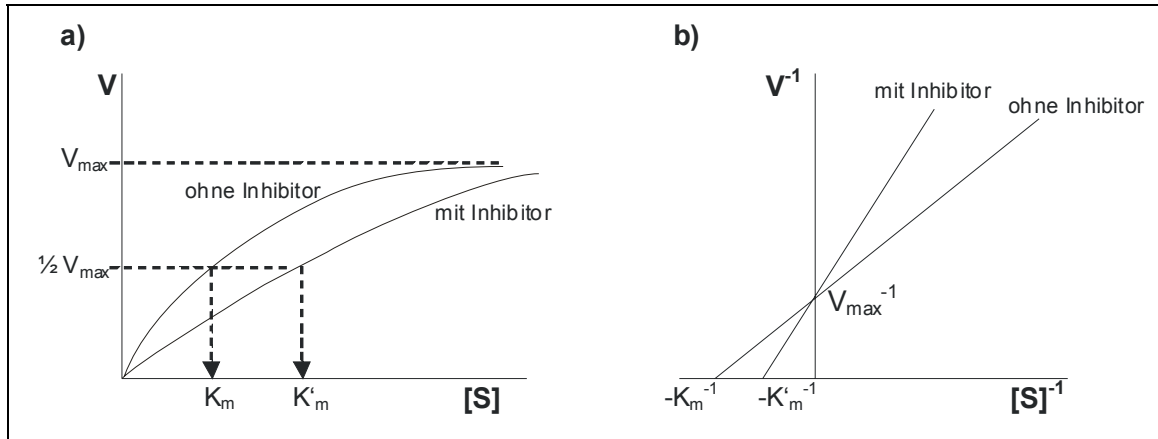 a)
V
V_max
ohne Inhibitor
mit Inhibitor
½ V_max
K_m
K‘_m
[S]
b)
V^-1
mit Inhibitor
ohne Inhibitor
V_max^-1
-K_m^-1
-K‘_m^-1
[S]^-1